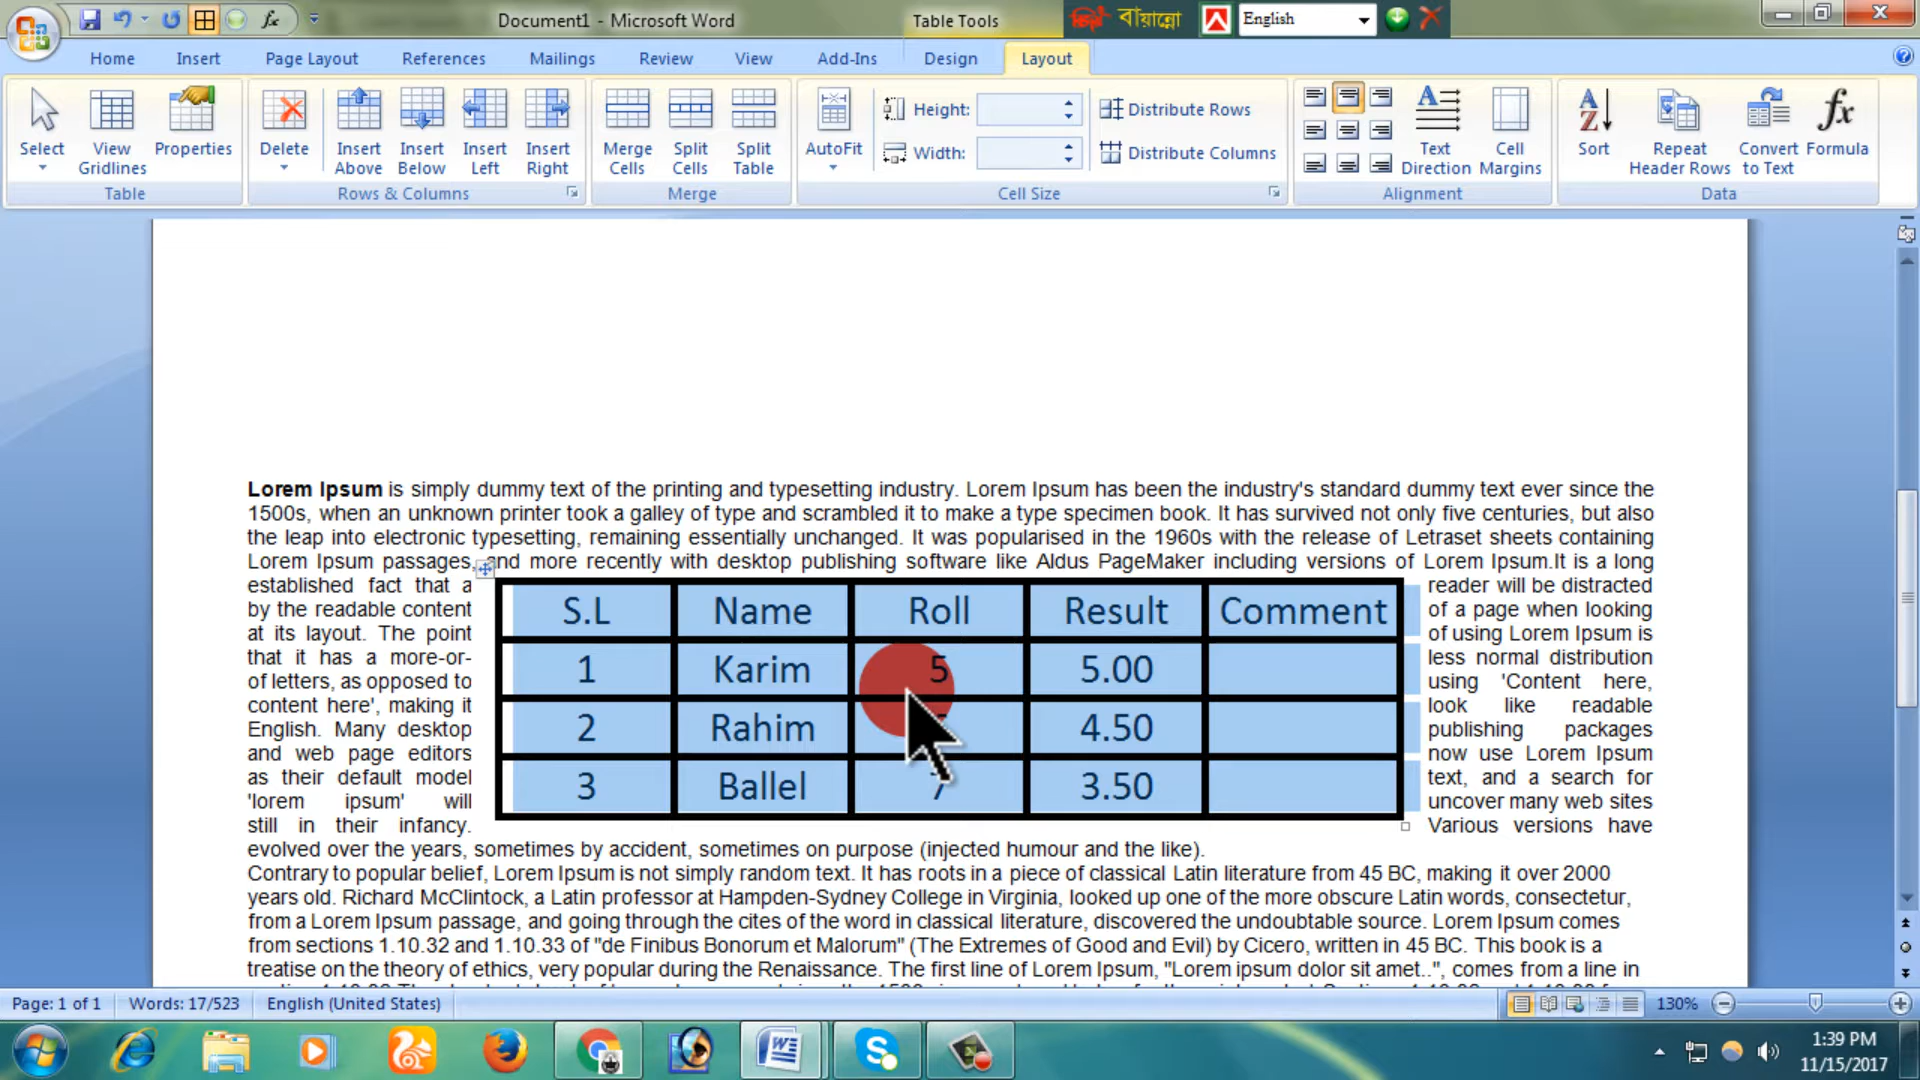 Document1 - Microsoft Word
Table Tools
বায়ান্নো
English
Home
Insert
Page Layout
References
Mailings
Review
View
Add-Ins
Design
Layout
Select
View Gridlines
Properties
Delete
Insert Above
Insert Below
Insert Left
Insert Right
Merge Cells
Split Cells
Split Table
AutoFit
Height:
Width:
Distribute Rows
Distribute Columns
Text Direction
Cell Margins
Sort
Repeat Header Rows
Convert to Text
Formula
Table
Rows & Columns
Merge
Cell Size
Alignment
Data
Lorem Ipsum is simply dummy text of the printing and typesetting industry. Lorem Ipsum has been the industry's standard dummy text ever since the
1500s, when an unknown printer took a galley of type and scrambled it to make a type specimen book. It has survived not only five centuries, but also
the leap into electronic typesetting, remaining essentially unchanged. It was popularised in the 1960s with the release of Letraset sheets containing
Lorem Ipsum passages, and more recently with desktop publishing software like Aldus PageMaker including versions of Lorem Ipsum.It is a long
established fact that a reader will be distracted
by the readable content of a page when looking
at its layout. The point of using Lorem Ipsum is
that it has a more-or- less normal distribution
of letters, as opposed to using 'Content here,
content here', making it look like readable
English. Many desktop publishing packages
and web page editors now use Lorem Ipsum
as their default model text, and a search for
'lorem ipsum' will uncover many web sites
still in their infancy. Various versions have
S.L Name Roll Result Comment
1 Karim 5 5.00
2 Rahim 4.50
3 Ballel 7 3.50
evolved over the years, sometimes by accident, sometimes on purpose (injected humour and the like).
Contrary to popular belief, Lorem Ipsum is not simply random text. It has roots in a piece of classical Latin literature from 45 BC, making it over 2000
years old. Richard McClintock, a Latin professor at Hampden-Sydney College in Virginia, looked up one of the more obscure Latin words, consectetur,
from a Lorem Ipsum passage, and going through the cites of the word in classical literature, discovered the undoubtable source. Lorem Ipsum comes
from sections 1.10.32 and 1.10.33 of "de Finibus Bonorum et Malorum" (The Extremes of Good and Evil) by Cicero, written in 45 BC. This book is a
treatise on the theory of ethics, very popular during the Renaissance. The first line of Lorem Ipsum, "Lorem ipsum dolor sit amet..", comes from a line in
Page: 1 of 1
Words: 17/523
English (United States)
130%
1:39 PM
11/15/2017